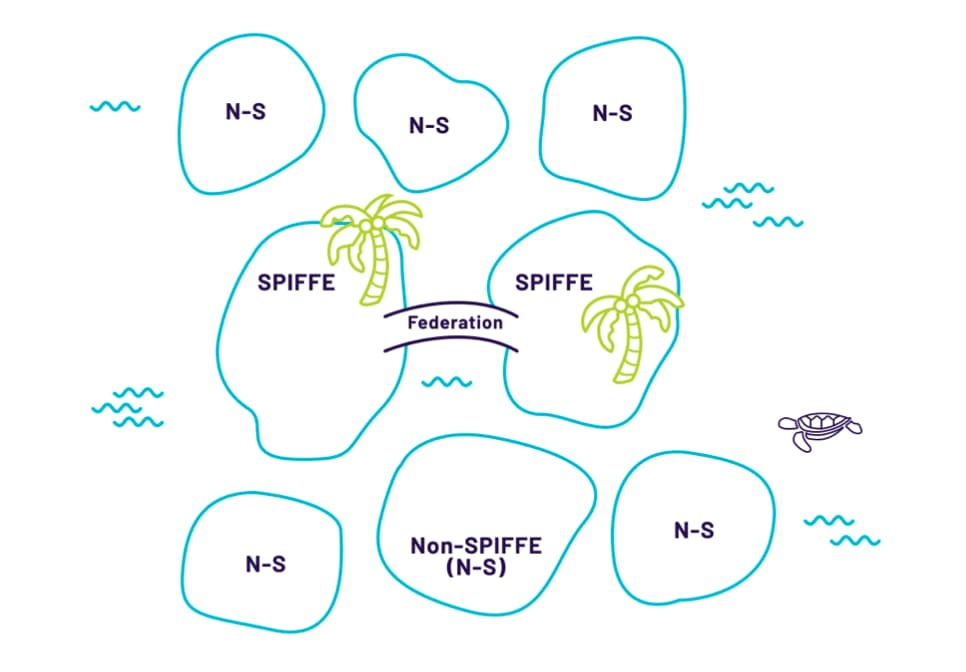 N-S
N-S
N-S
SPIFFE
SPIFFE
Federation
Non-SPIFFE
(N-S)
N-S
N-S